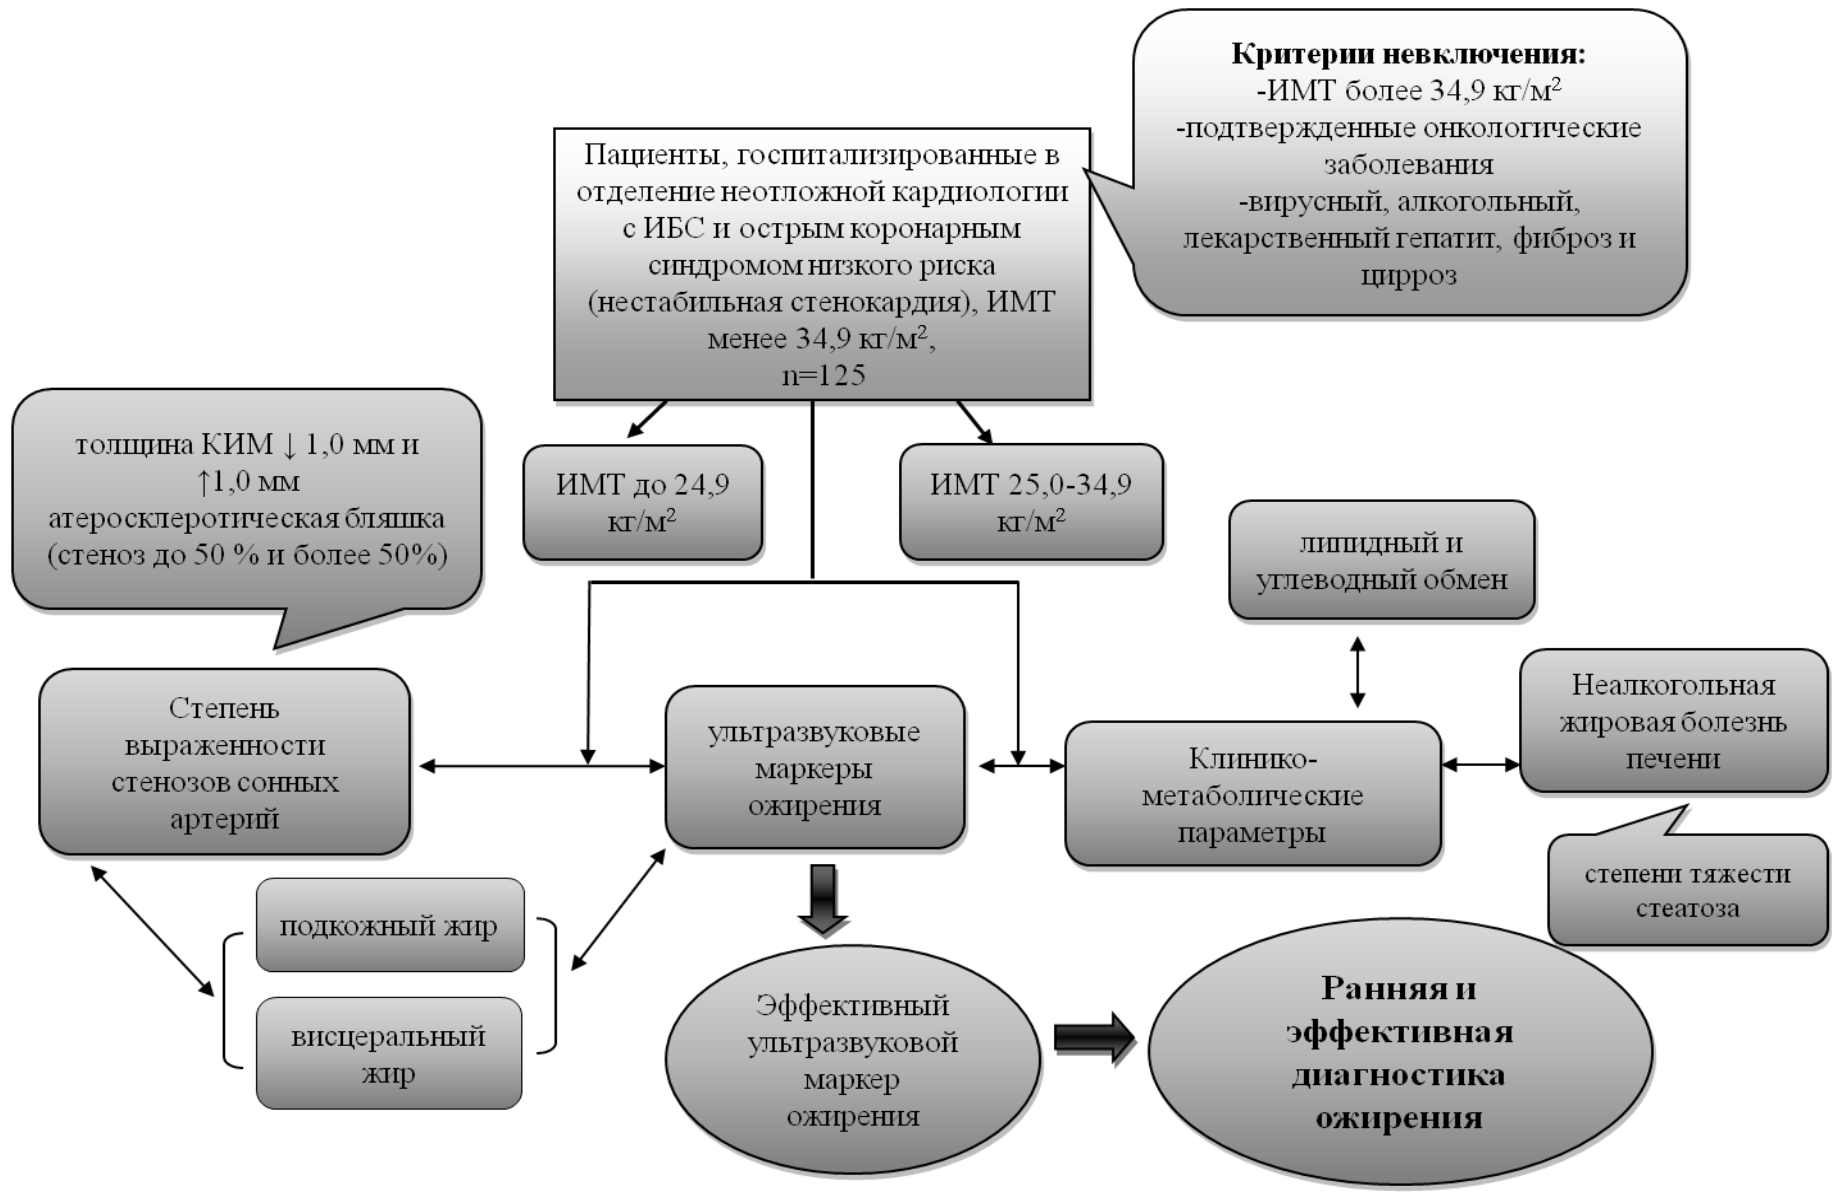 Критерии невключения:
-ИМТ более 34,9 кг/м²
-подтвержденные онкологические
заболевания
-вирусный, алкогольный,
лекарственный гепатит, фиброз и
цирроз
Пациенты, госпитализированные в
отделение неотложной кардиологии
с ИБС и острым коронарным
синдромом низкого риска
(нестабильная стенокардия), ИМТ
менее 34,9 кг/м²,
n=125
толщина КИМ ↓ 1,0 мм и
↑1,0 мм
атеросклеротическая бляшка
(стеноз до 50 % и более 50%)
ИМТ до 24,9
кг/м²
ИМТ 25,0-34,9
кг/м²
липидный и
углеводный обмен
Степень
выраженности
стенозов сонных
артерий
ультразвуковые
маркеры
ожирения
Клинико-
метаболические
параметры
Неалкогольная
жировая болезнь
печени
степени тяжести
стеатоза
подкожный жир
висцеральный
жир
Эффективный
ультразвуковой
маркер
ожирения
Ранняя и
эффективная
диагностика
ожирения